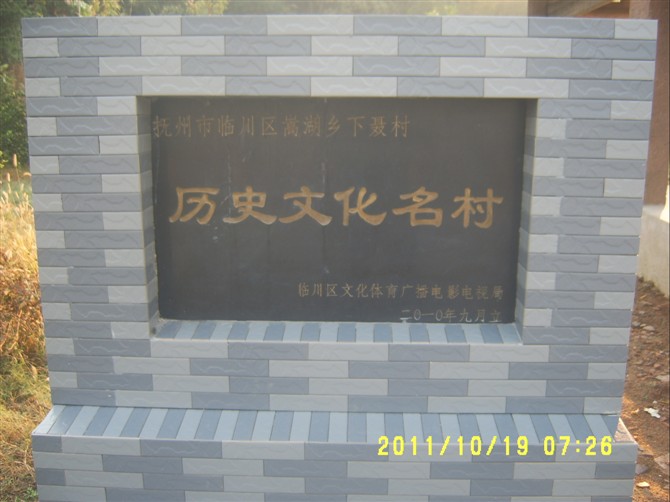 抚州市临川区嵩湖乡下聂村
历史文化名村
临川区文化体育广播电影电视局
二0一0年九月立
2011/10/19 07:26